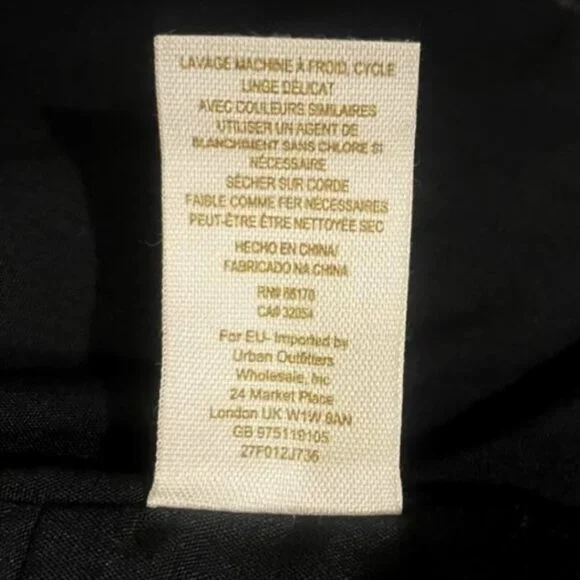 LAVAGE MACHINE À FROID, CYCLE
LINGE DÉLICAT
AVEC COULEURS SIMILAIRES
UTILISER UN AGENT DE
BLANCHIMENT SANS CHLORE SI
NÉCESSAIRE
SÉCHER SUR CORDE
FAIBLE COMME FER NÉCESSAIRES
PEUT-ÊTRE ÊTRE NETTOYÉE SEC
HECHO EN CHINA/
FABRICADO NA CHINA
RN# 66170
CA# 32054
For EU- Imported by
Urban Outfitters
Wholesale, Inc
24 Market Place
London UK W1W 8AN
GB 975119105
27F012J736